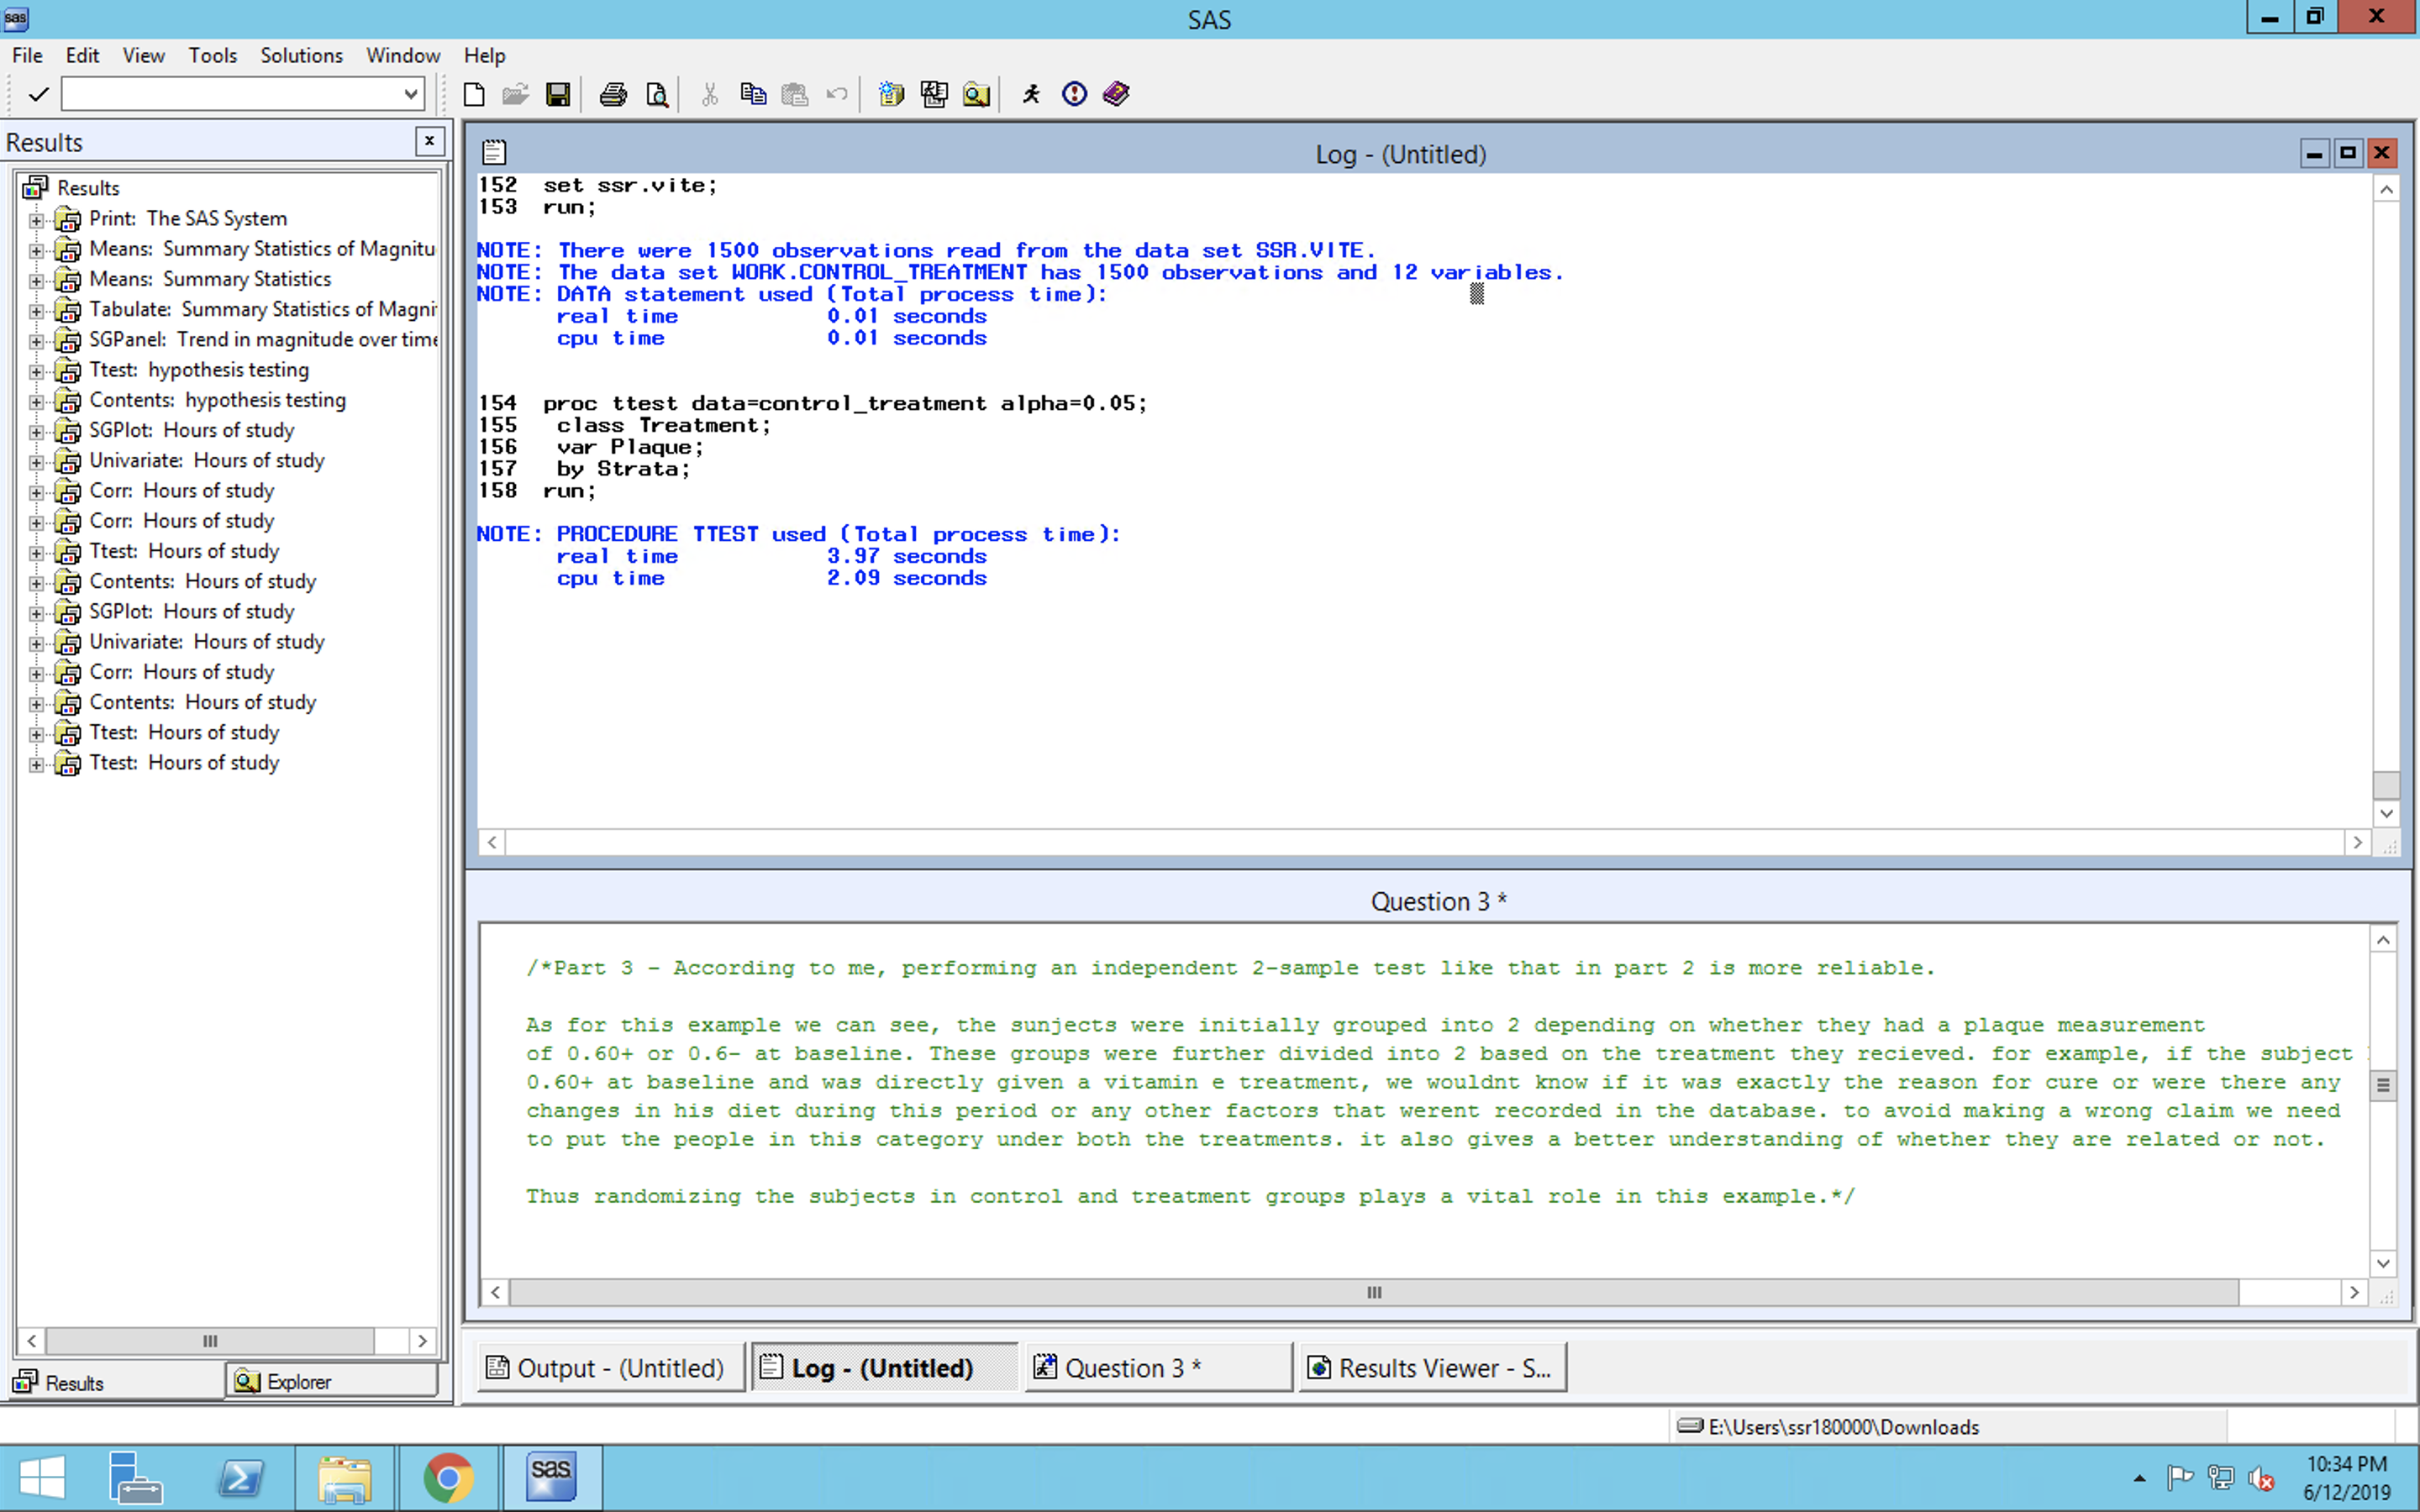 sas
SAS
File Edit View Tools Solutions Window Help
Results
Results
Print: The SAS System
Means: Summary Statistics of Magnitu
Means: Summary Statistics
Tabulate: Summary Statistics of Magni
SGPanel: Trend in magnitude over time
Ttest: hypothesis testing
Contents: hypothesis testing
SGPlot: Hours of study
Univariate: Hours of study
Corr: Hours of study
Corr: Hours of study
Ttest: Hours of study
Contents: Hours of study
SGPlot: Hours of study
Univariate: Hours of study
Corr: Hours of study
Contents: Hours of study
Ttest: Hours of study
Ttest: Hours of study
Results
Explorer
Log - (Untitled)
152 set ssr.vite;
153 run;
NOTE: There were 1500 observations read from the data set SSR.VITE.
NOTE: The data set WORK.CONTROL_TREATMENT has 1500 observations and 12 variables.
NOTE: DATA statement used (Total process time):
real time 0.01 seconds
cpu time 0.01 seconds
154 proc ttest data=control_treatment alpha=0.05;
155 class Treatment;
156 var Plaque;
157 by Strata;
158 run;
NOTE: PROCEDURE TTEST used (Total process time):
real time 3.97 seconds
cpu time 2.09 seconds
Question 3 *
/*Part 3 - According to me, performing an independent 2-sample test like that in part 2 is more reliable.
As for this example we can see, the sunjects were initially grouped into 2 depending on whether they had a plaque measurement
of 0.60+ or 0.6- at baseline. These groups were further divided into 2 based on the treatment they recieved. for example, if the subject
0.60+ at baseline and was directly given a vitamin e treatment, we wouldnt know if it was exactly the reason for cure or were there any
changes in his diet during this period or any other factors that werent recorded in the database. to avoid making a wrong claim we need
to put the people in this category under both the treatments. it also gives a better understanding of whether they are related or not.
Thus randomizing the subjects in control and treatment groups plays a vital role in this example.*/
Output - (Untitled)
Log - (Untitled)
Question 3 *
Results Viewer - S...
E:\Users\ssr180000\Downloads
sas
10:34 PM
6/12/2019